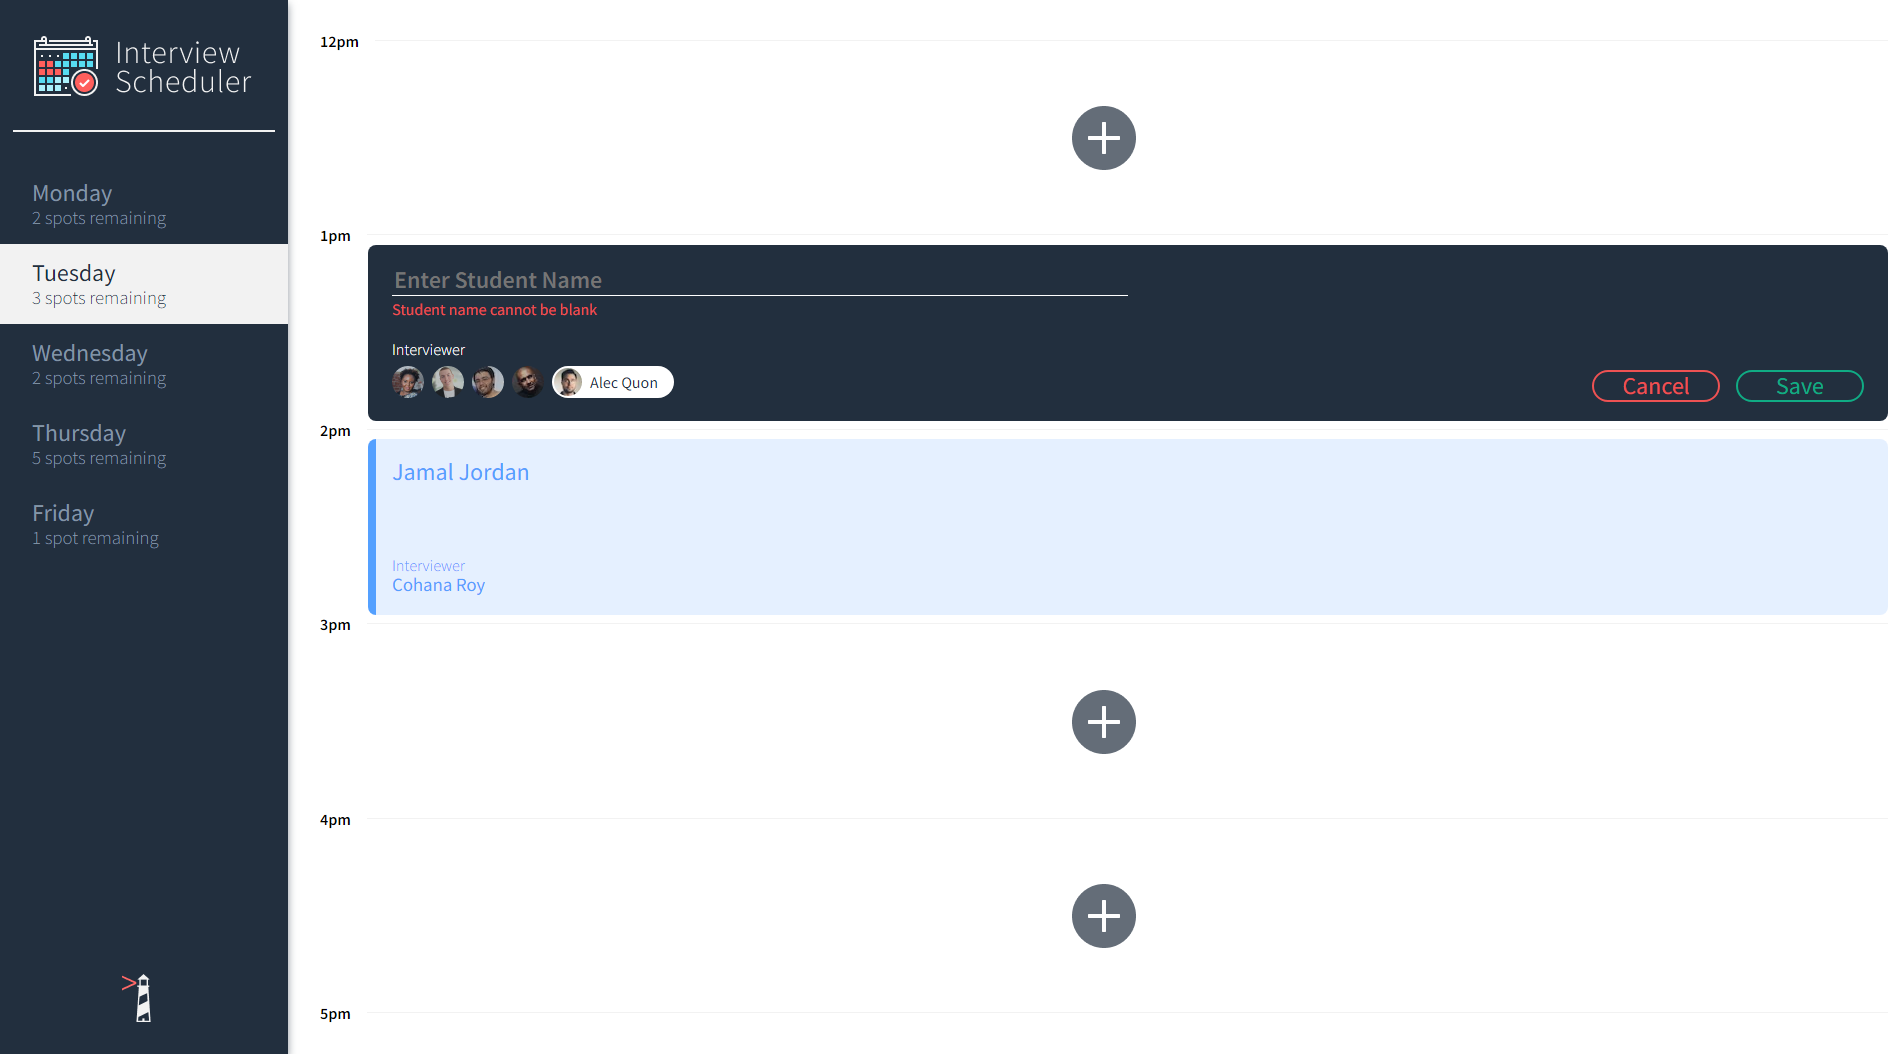 Interview
Scheduler
Monday
2 spots remaining
Tuesday
3 spots remaining
Wednesday
2 spots remaining
Thursday
5 spots remaining
Friday
1 spot remaining
12pm
1pm
Enter Student Name
Student name cannot be blank
Interviewer
Alec Quon
Cancel
Save
2pm
Jamal Jordan
Interviewer
Cohana Roy
3pm
4pm
5pm